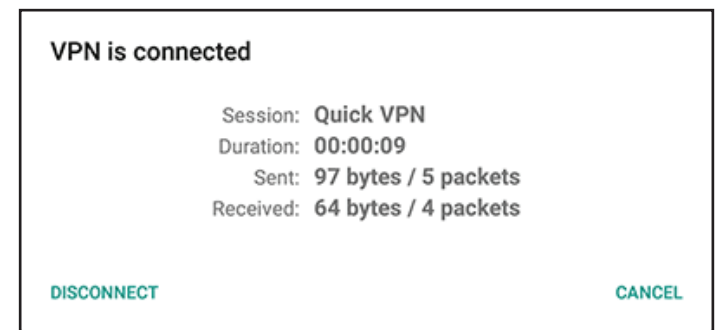 VPN is connected
Session: Quick VPN
Duration: 00:00:09
Sent: 97 bytes / 5 packets
Received: 64 bytes / 4 packets
DISCONNECT CANCEL